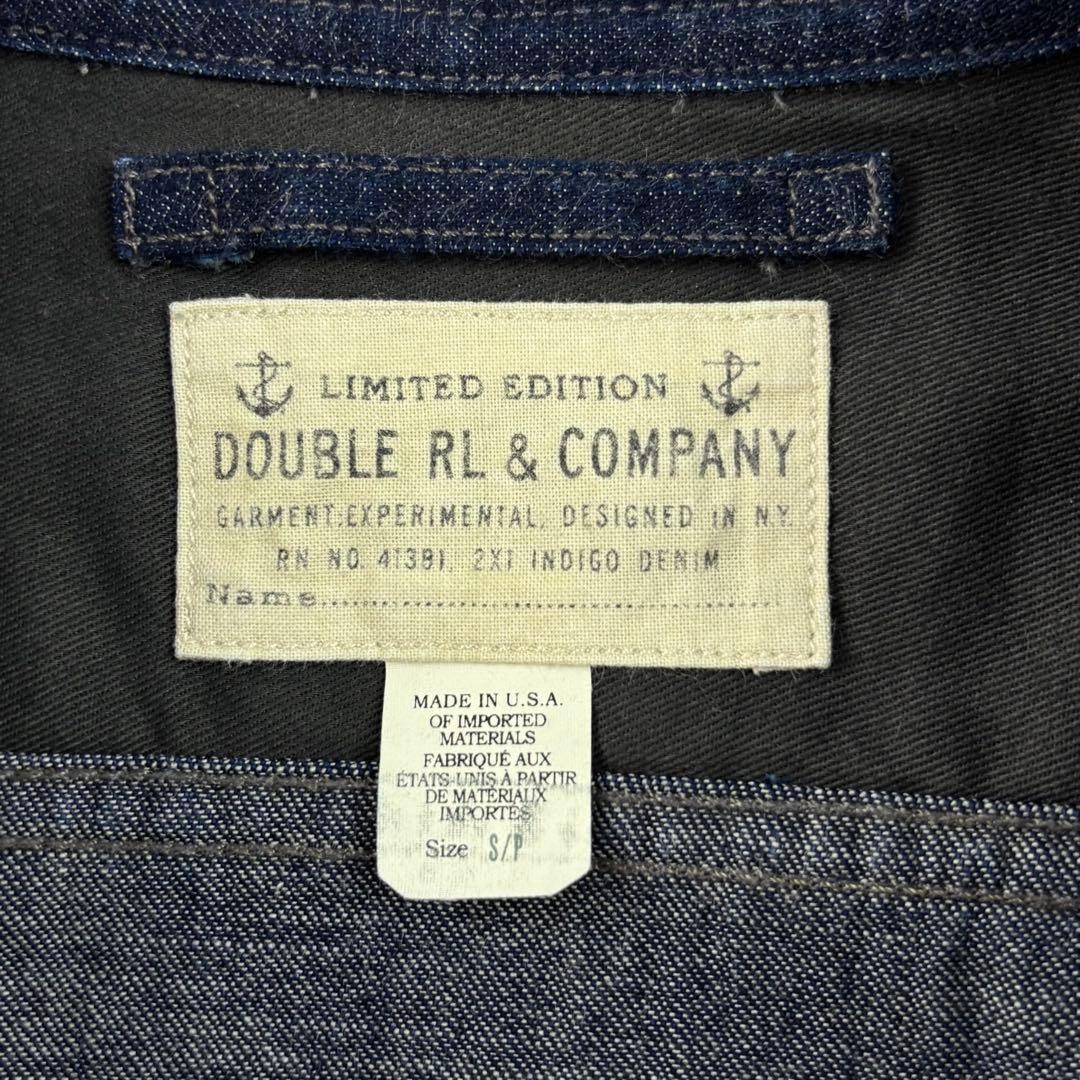 LIMITED EDITION
DOUBLE RL & COMPANY
GARMENT.EXPERIMENTAL. DESIGNED IN N.Y.
RN NO. 41381. 2X1 INDIGO DENIM
Name......................................................
MADE IN U.S.A.
OF IMPORTED
MATERIALS
FABRIQUÉ AUX
ÉTATS-UNIS À PARTIR
DE MATÉRIAUX
IMPORTÉS
Size S/P